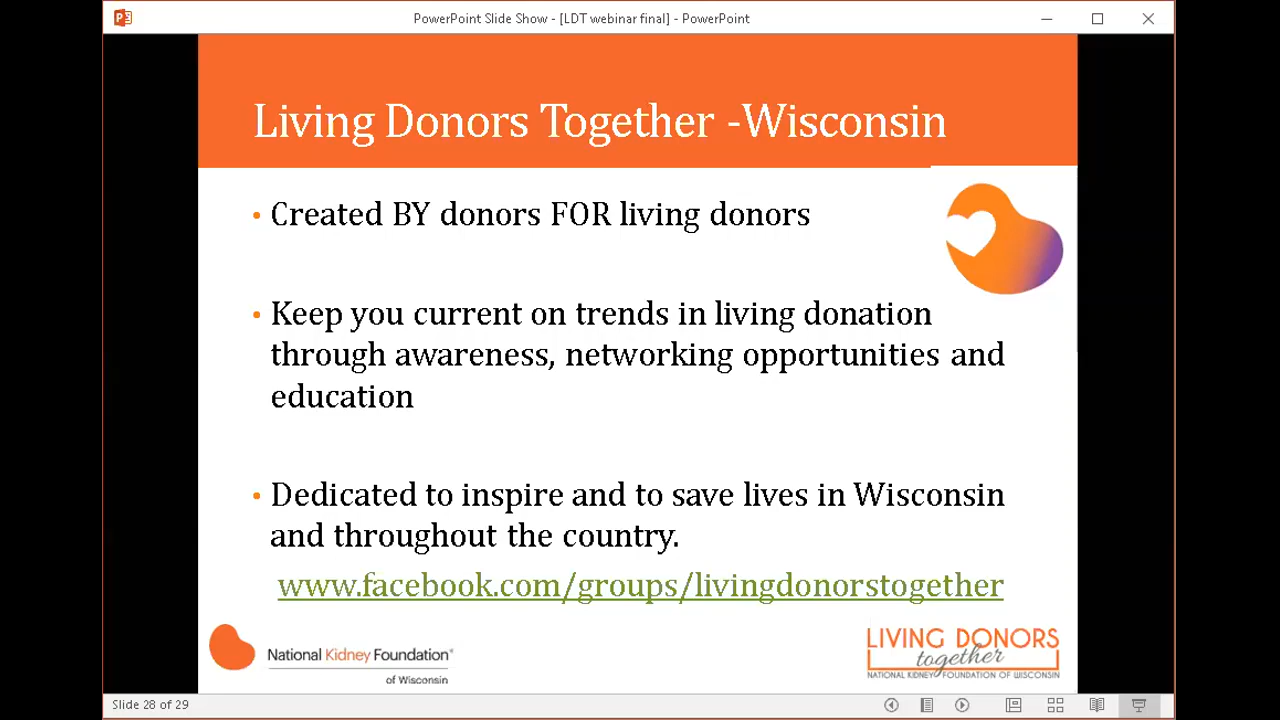 PowerPoint Slide Show - [LDT webinar final] - PowerPoint
Living Donors Together -Wisconsin
• Created BY donors FOR living donors
• Keep you current on trends in living donation
through awareness, networking opportunities and
education
• Dedicated to inspire and to save lives in Wisconsin
and throughout the country.
www.facebook.com/groups/livingdonorstogether
National Kidney Foundation®
of Wisconsin
LIVING DONORS
together
NATIONAL KIDNEY FOUNDATION OF WISCONSIN
Slide 28 of 29